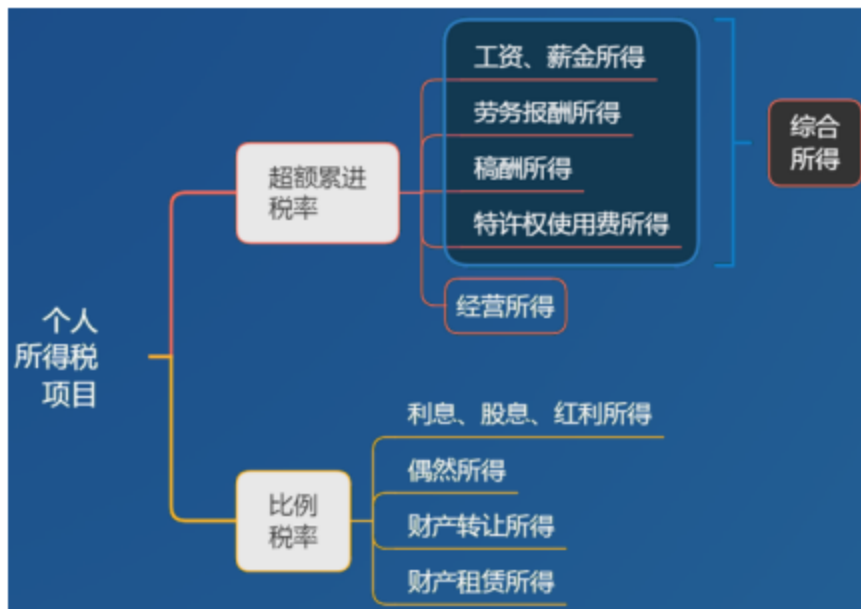 工资、薪金所得
劳务报酬所得
稿酬所得
特许权使用费所得
综合
所得
超额累进
税率
经营所得
个人
所得税
项目
利息、股息、红利所得
偶然所得
比例
税率
财产转让所得
财产租赁所得